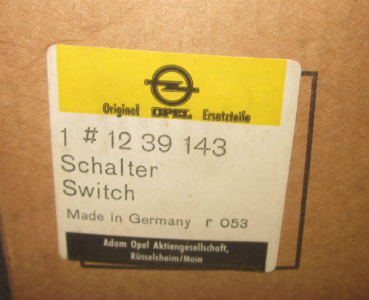 Original OPEL Ersatzteile
1 # 12 39 143
Schalter
Switch
Made in Germany r 053
Adam Opel Aktiengesellschaft,
Rüsselsheim/Main